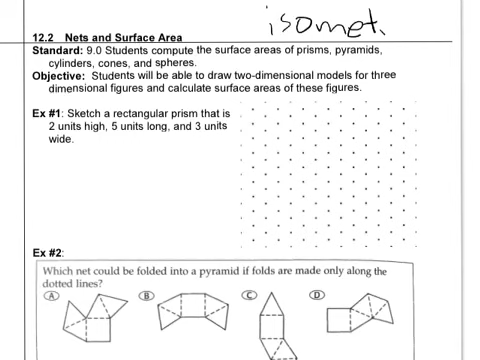 isomet.
12.2 Nets and Surface Area
Standard: 9.0 Students compute the surface areas of prisms, pyramids,
cylinders, cones, and spheres.
Objective: Students will be able to draw two-dimensional models for three
dimensional figures and calculate surface areas of these figures.
Ex #1: Sketch a rectangular prism that is
2 units high, 5 units long, and 3 units
wide.
Ex #2:
Which net could be folded into a pyramid if folds are made only along the
dotted lines?
A B C D